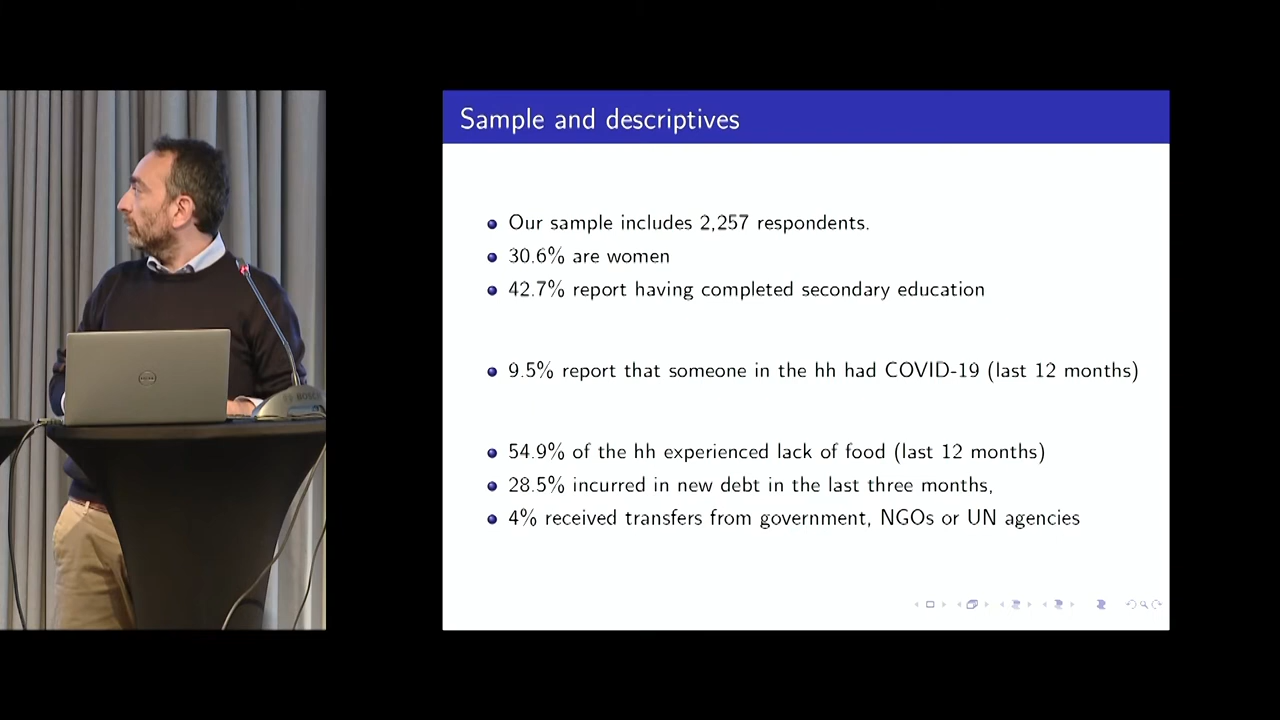 Sample and descriptives
Our sample includes 2,257 respondents.
30.6% are women
42.7% report having completed secondary education
9.5% report that someone in the hh had COVID-19 (last 12 months)
54.9% of the hh experienced lack of food (last 12 months)
28.5% incurred in new debt in the last three months,
4% received transfers from government, NGOs or UN agencies
DELL
BOSCH